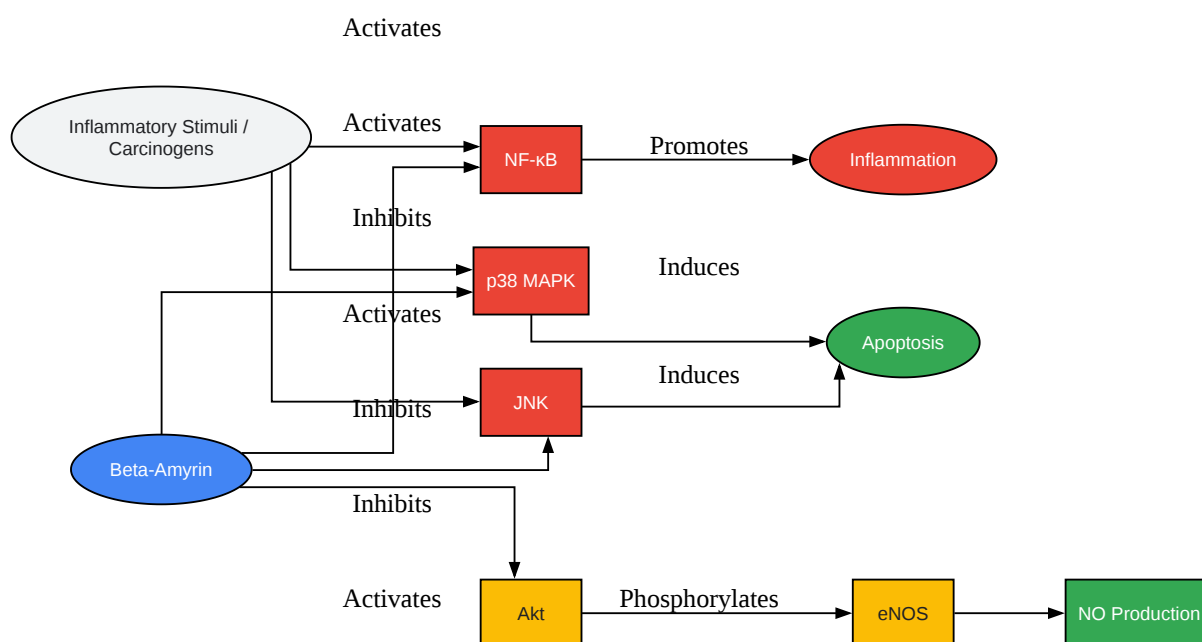 Activates
Inflammatory Stimuli /
Carcinogens
Activates
NF-κB
Promotes
Inflammation
Inhibits
p38 MAPK
Induces
Activates
Apoptosis
JNK
Induces
Inhibits
Beta-Amyrin
Inhibits
Activates
Akt
Phosphorylates
eNOS
NO Production